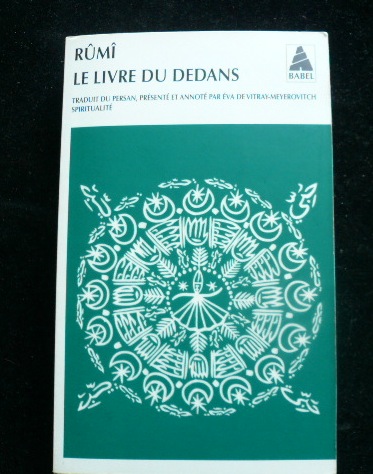 RÛMÎ
LE LIVRE DU DEDANS
BABEL
TRADUIT DU PERSAN, PRÉSENTÉ ET ANNOTÉ PAR ÉVA DE VITRAY-MEYEROVITCH
SPIRITUALITÉ